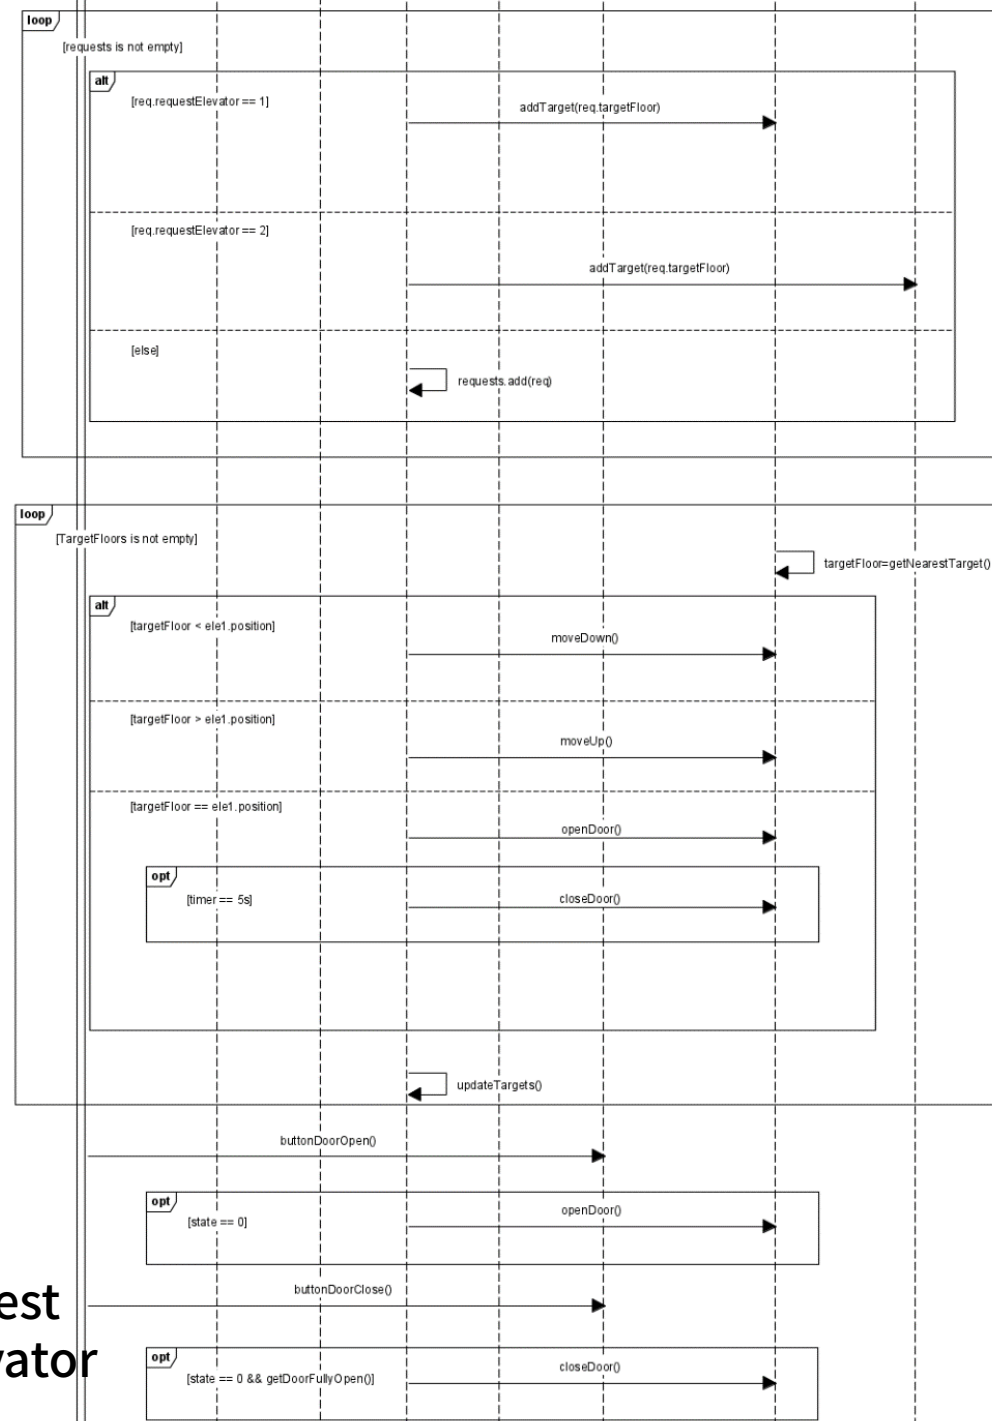 loop
[requests is not empty]
alt
[req.requestElevator == 1]
addTarget(req.targetFloor)
[req.requestElevator == 2]
addTarget(req.targetFloor)
[else]
requests.add(req)
loop
[TargetFloors is not empty]
targetFloor=getNearestTarget()
alt
[targetFloor < ele1.position]
moveDown()
[targetFloor > ele1.position]
moveUp()
[targetFloor == ele1.position]
openDoor()
opt
[timer == 5s]
closeDoor()
updateTargets()
buttonDoorOpen()
opt
[state == 0]
openDoor()
buttonDoorClose()
est
vator
opt
[state == 0 && getDoorFullyOpen()]
closeDoor()